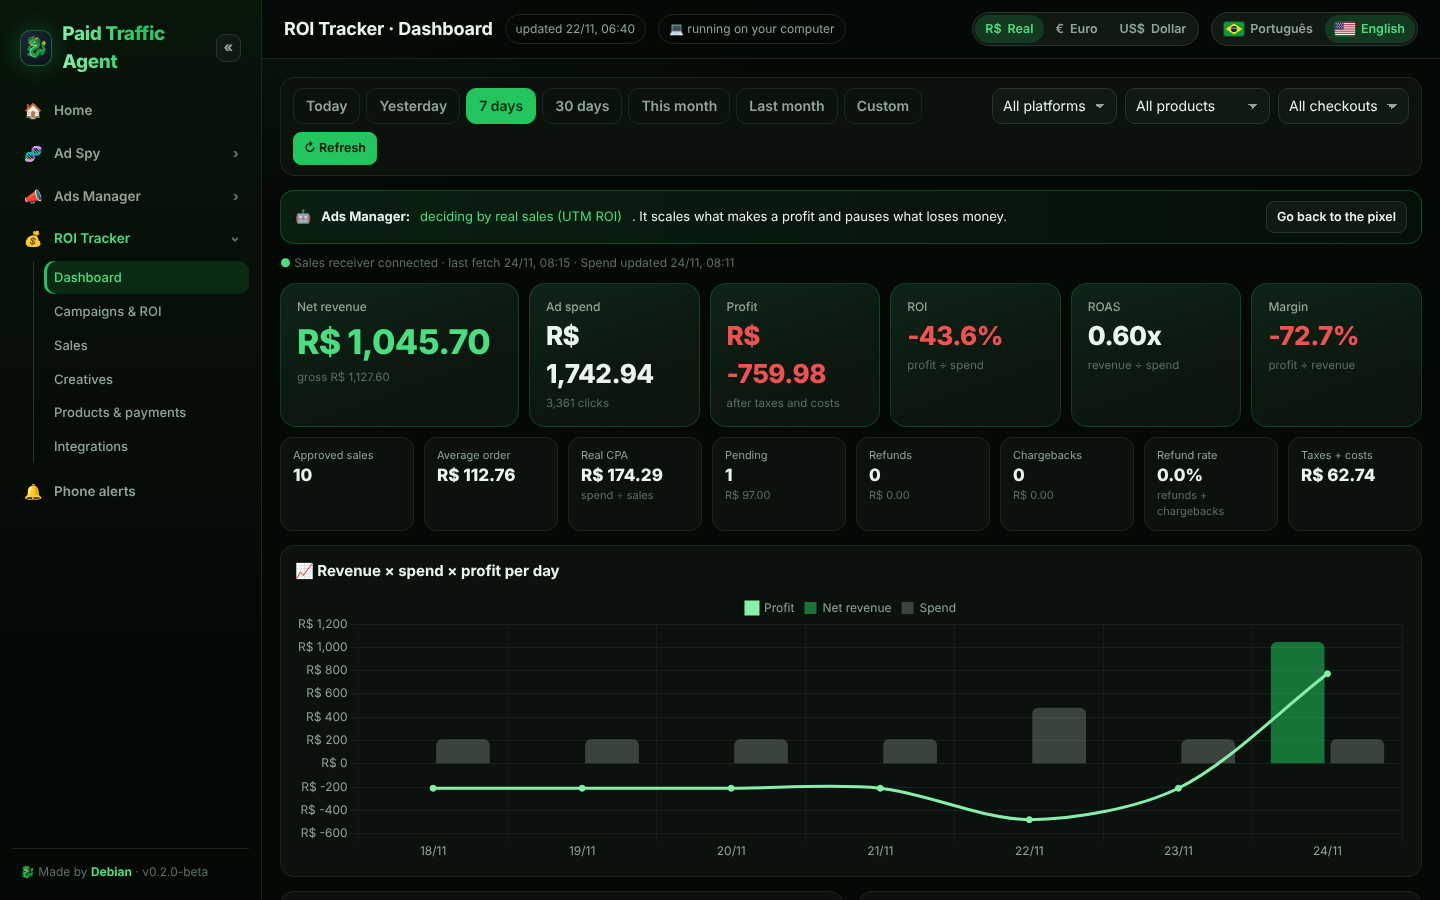 Paid Traffic
Agent
«
Home
Ad Spy
Ads Manager
ROI Tracker
Dashboard
Campaigns & ROI
Sales
Creatives
Products & payments
Integrations
Phone alerts
Made by Debian · v0.2.0-beta
ROI Tracker · Dashboard
updated 22/11, 06:40
running on your computer
R$ Real
€ Euro
US$ Dollar
Português
English
Today
Yesterday
7 days
30 days
This month
Last month
Custom
All platforms
All products
All checkouts
↻ Refresh
Ads Manager: deciding by real sales (UTM ROI) . It scales what makes a profit and pauses what loses money.
Go back to the pixel
Sales receiver connected · last fetch 24/11, 08:15 · Spend updated 24/11, 08:11
Net revenue
R$ 1,045.70
gross R$ 1,127.60
Ad spend
R$
1,742.94
3,361 clicks
Profit
R$
-759.98
after taxes and costs
ROI
-43.6%
profit ÷ spend
ROAS
0.60x
revenue ÷ spend
Margin
-72.7%
profit ÷ revenue
Approved sales
10
Average order
R$ 112.76
Real CPA
R$ 174.29
spend ÷ sales
Pending
1
R$ 97.00
Refunds
0
R$ 0.00
Chargebacks
0
R$ 0.00
Refund rate
0.0%
refunds +
chargebacks
Taxes + costs
R$ 62.74
Revenue × spend × profit per day
Profit
Net revenue
Spend
R$ 1,200
R$ 1,000
R$ 800
R$ 600
R$ 400
R$ 200
R$ 0
R$ -200
R$ -400
R$ -600
18/11
19/11
20/11
21/11
22/11
23/11
24/11